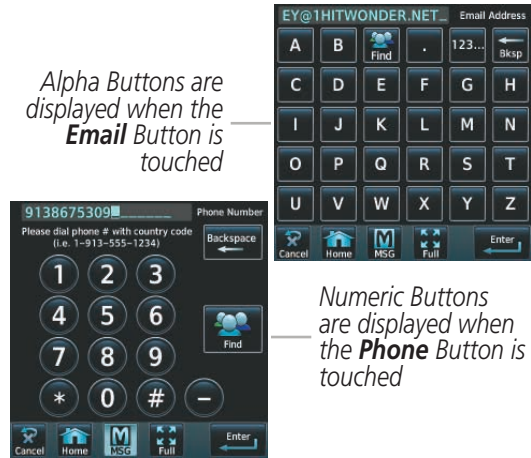 EY@1HITWONDER.NET_ Email Address
A B Find . 123... Bksp
C D E F G H
I J K L M N
O P Q R S T
U V W X Y Z
Cancel Home MSG Full Enter
Alpha Buttons are
displayed when the
Email Button is
touched
9138675309_______ Phone Number
Please dial phone # with country code
(i.e. 1-913-555-1234)
Backspace
1 2 3
4 5 6
Find
7 8 9
* 0 # -
Cancel Home MSG Full Enter
Numeric Buttons
are displayed when
the Phone Button is
touched